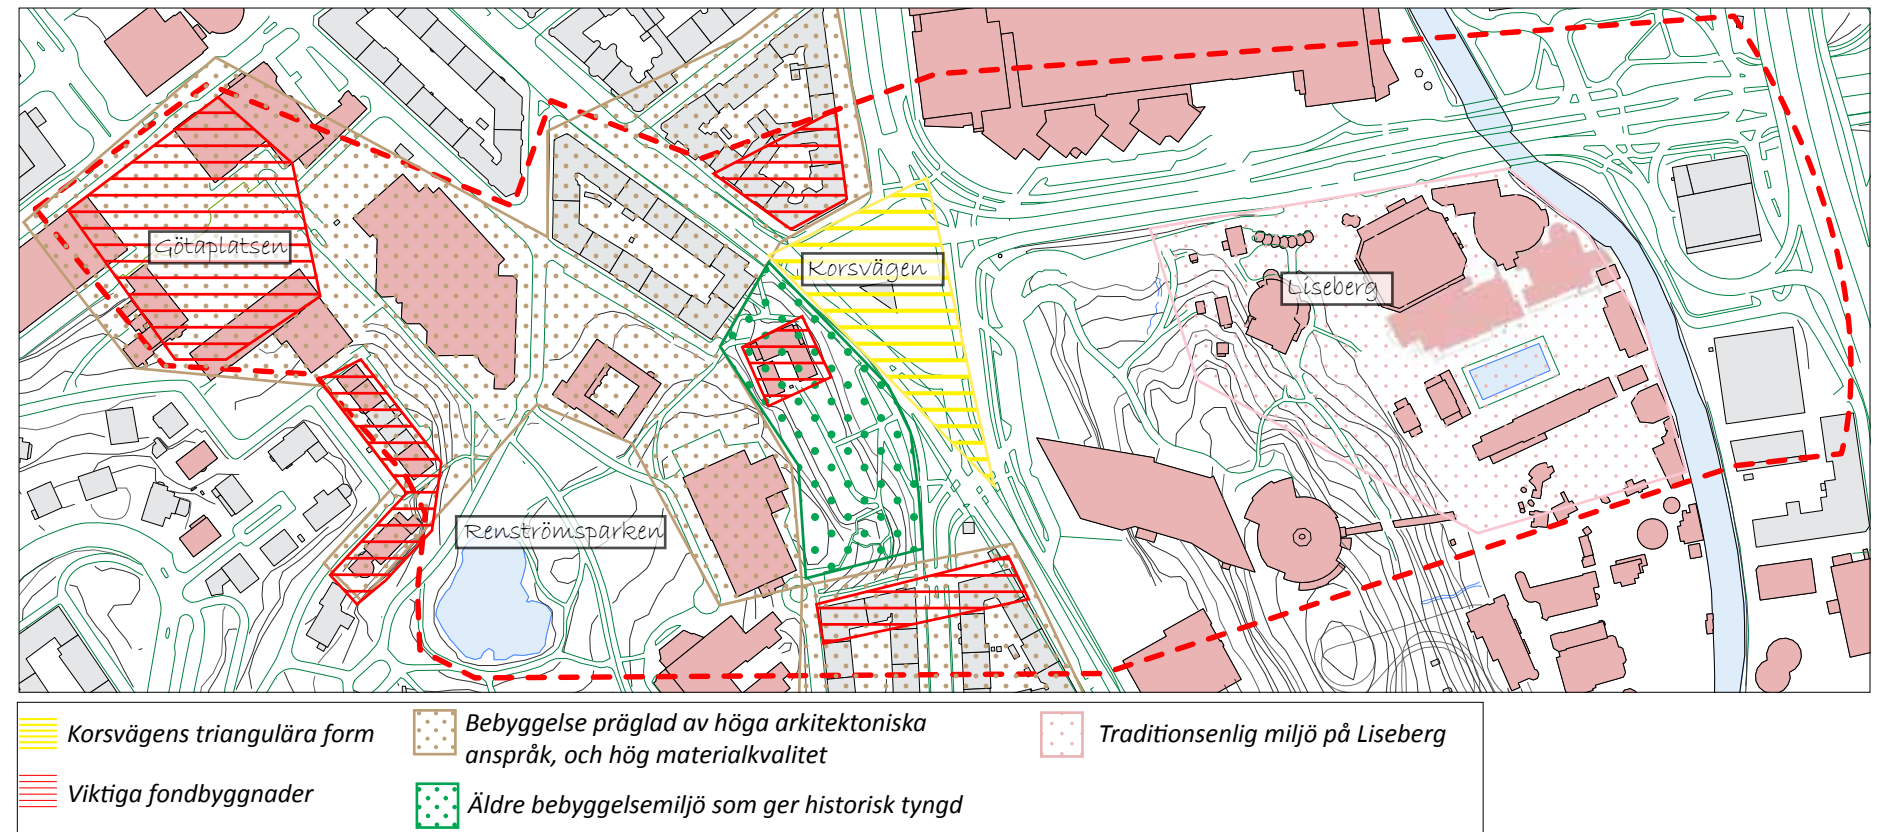 Götaplatsen
Korsvägen
Liseberg
Renströmsparken
Korsvägens triangulära form
Viktiga fondbyggnader
Bebyggelse präglad av höga arkitektoniska
anspråk, och hög materialkvalitet
Äldre bebyggelsemiljö som ger historisk tyngd
Traditionsenlig miljö på Liseberg